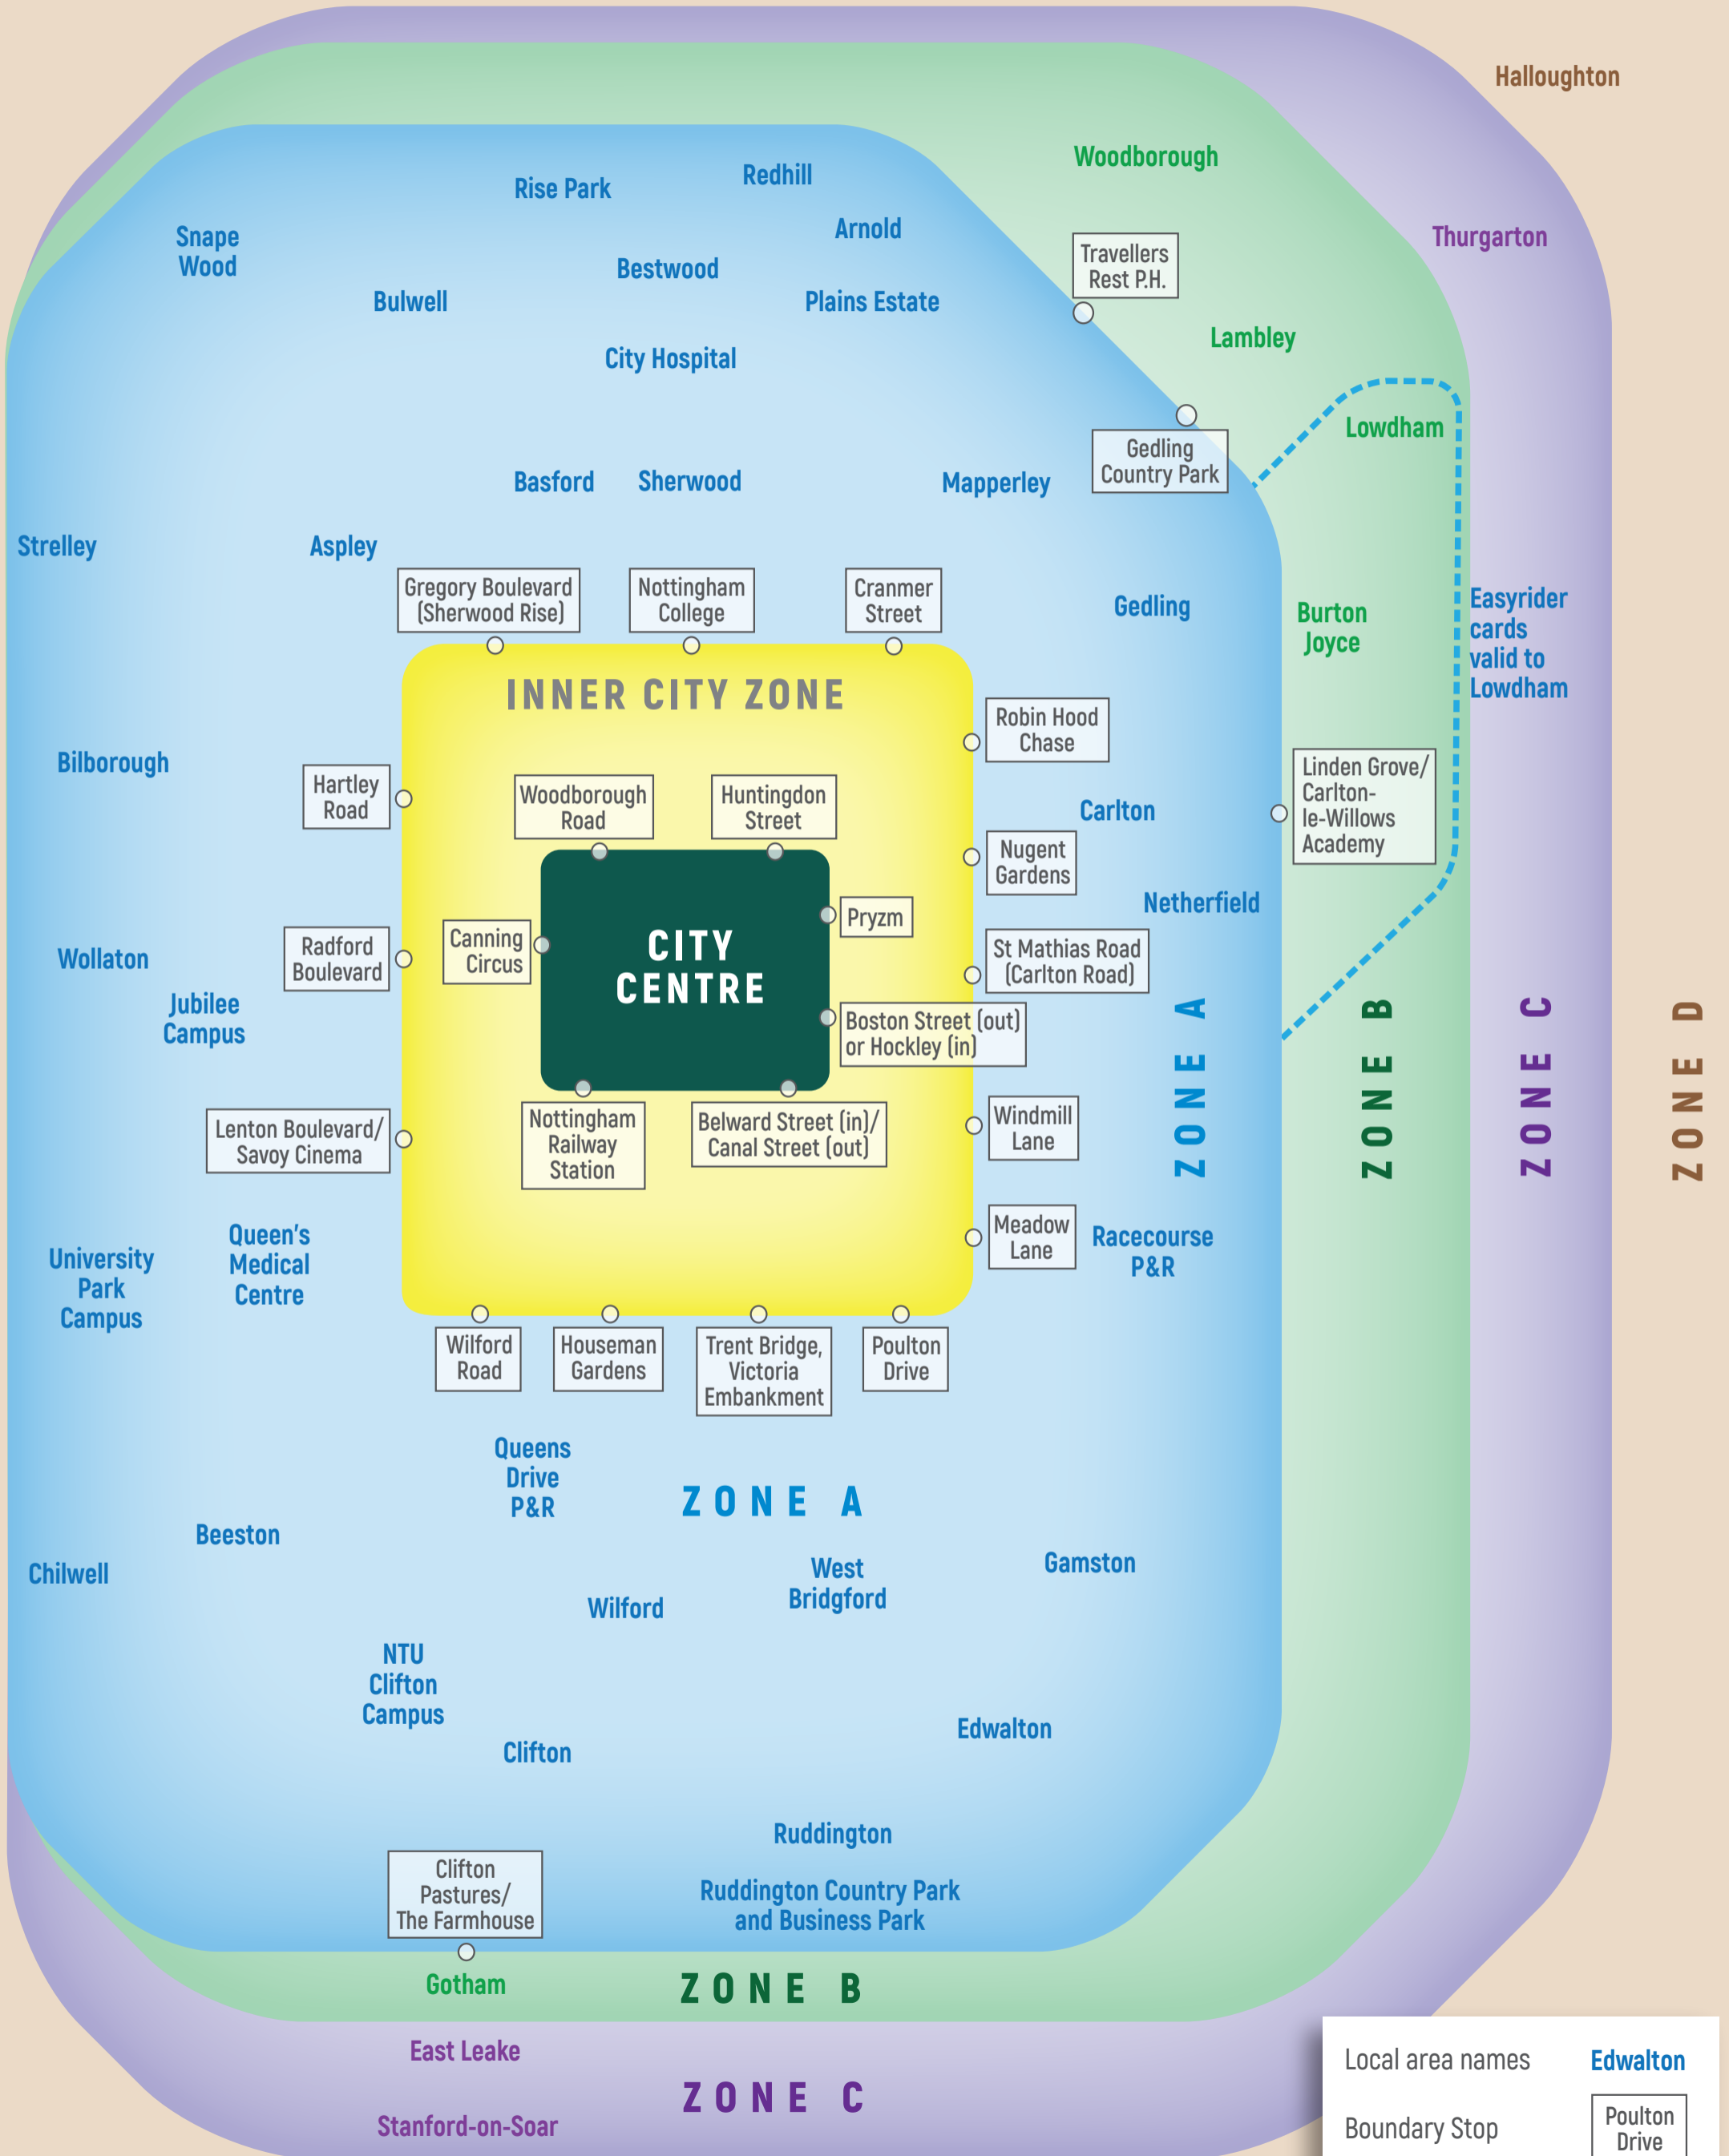 Halloughton
Woodborough
Redhill
Rise Park
Arnold
Snape
Wood
Thurgarton
Travellers
Rest P.H.
Bestwood
Bulwell
Plains Estate
Lambley
City Hospital
Lowdham
Gedling
Country Park
Basford
Sherwood
Mapperley
Strelley
Aspley
Gregory Boulevard
(Sherwood Rise)
Nottingham
College
Cranmer
Street
Gedling
Burton
Joyce
Easyrider
cards
valid to
Lowdham
INNER CITY ZONE
Robin Hood
Chase
Bilborough
Hartley
Road
Woodborough
Road
Huntingdon
Street
Carlton
Linden Grove/
Carlton-
le-Willows
Academy
Nugent
Gardens
Netherfield
Pryzm
Canning
Circus
CITY
CENTRE
Radford
Boulevard
Wollaton
St Mathias Road
(Carlton Road)
Jubilee
Campus
Boston Street (out)
or Hockley (in)
ZONE A
ZONE B
ZONE C
ZONE D
Lenton Boulevard/
Savoy Cinema
Nottingham
Railway
Station
Belward Street (in)/
Canal Street (out)
Windmill
Lane
Meadow
Lane
Racecourse
P&R
Queen's
Medical
Centre
University
Park
Campus
Wilford
Road
Houseman
Gardens
Trent Bridge,
Victoria
Embankment
Poulton
Drive
Queens
Drive
P&R
ZONE A
Beeston
Chilwell
West
Bridgford
Gamston
Wilford
NTU
Clifton
Campus
Edwalton
Clifton
Ruddington
Clifton
Pastures/
The Farmhouse
Ruddington Country Park
and Business Park
Gotham
ZONE B
East Leake
ZONE C
Stanford-on-Soar
Local area names
Edwalton
Boundary Stop
Poulton
Drive